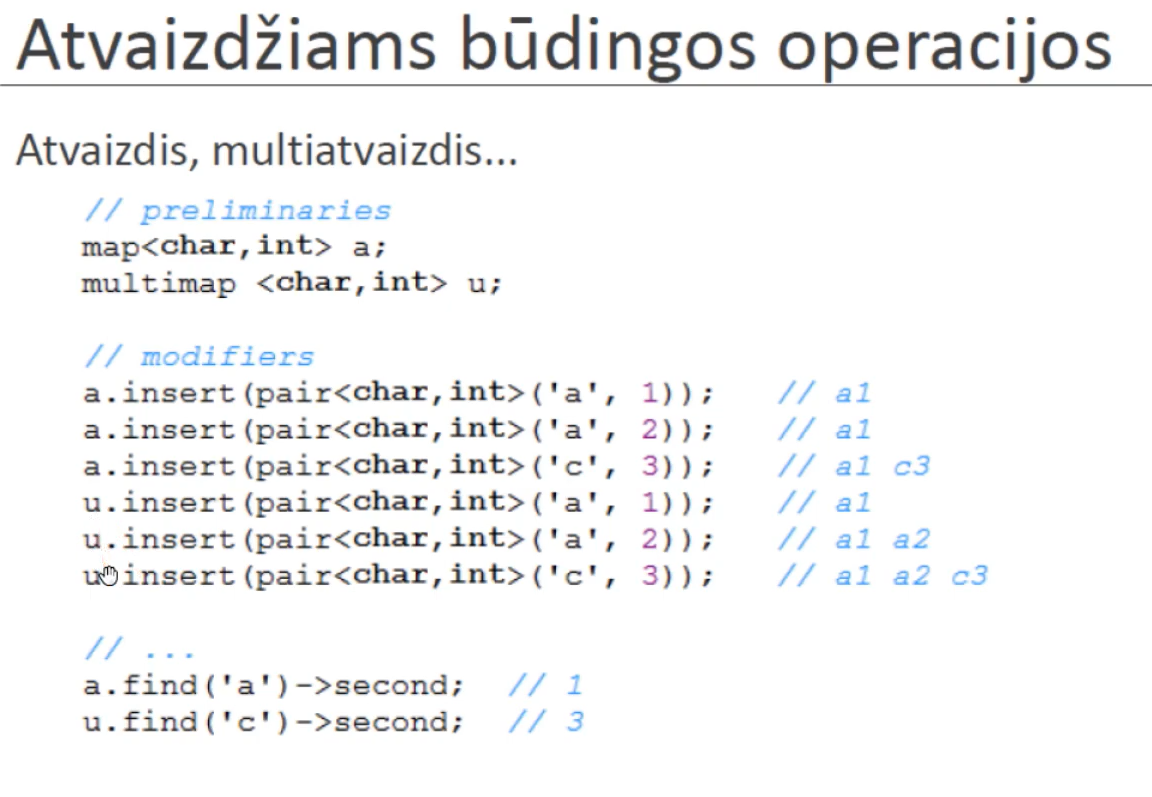 Atvaizdžiams būdingos operacijos
Atvaizdis, multiatvaizdis...
// preliminaries
map<char,int> a;
multimap <char,int> u;
// modifiers
a.insert(pair<char,int>('a', 1)); // a1
a.insert(pair<char,int>('a', 2)); // a1
a.insert(pair<char,int>('c', 3)); // a1 c3
u.insert(pair<char,int>('a', 1)); // a1
u.insert(pair<char,int>('a', 2)); // a1 a2
u.insert(pair<char,int>('c', 3)); // a1 a2 c3
// ...
a.find('a')->second; // 1
u.find('c')->second; // 3